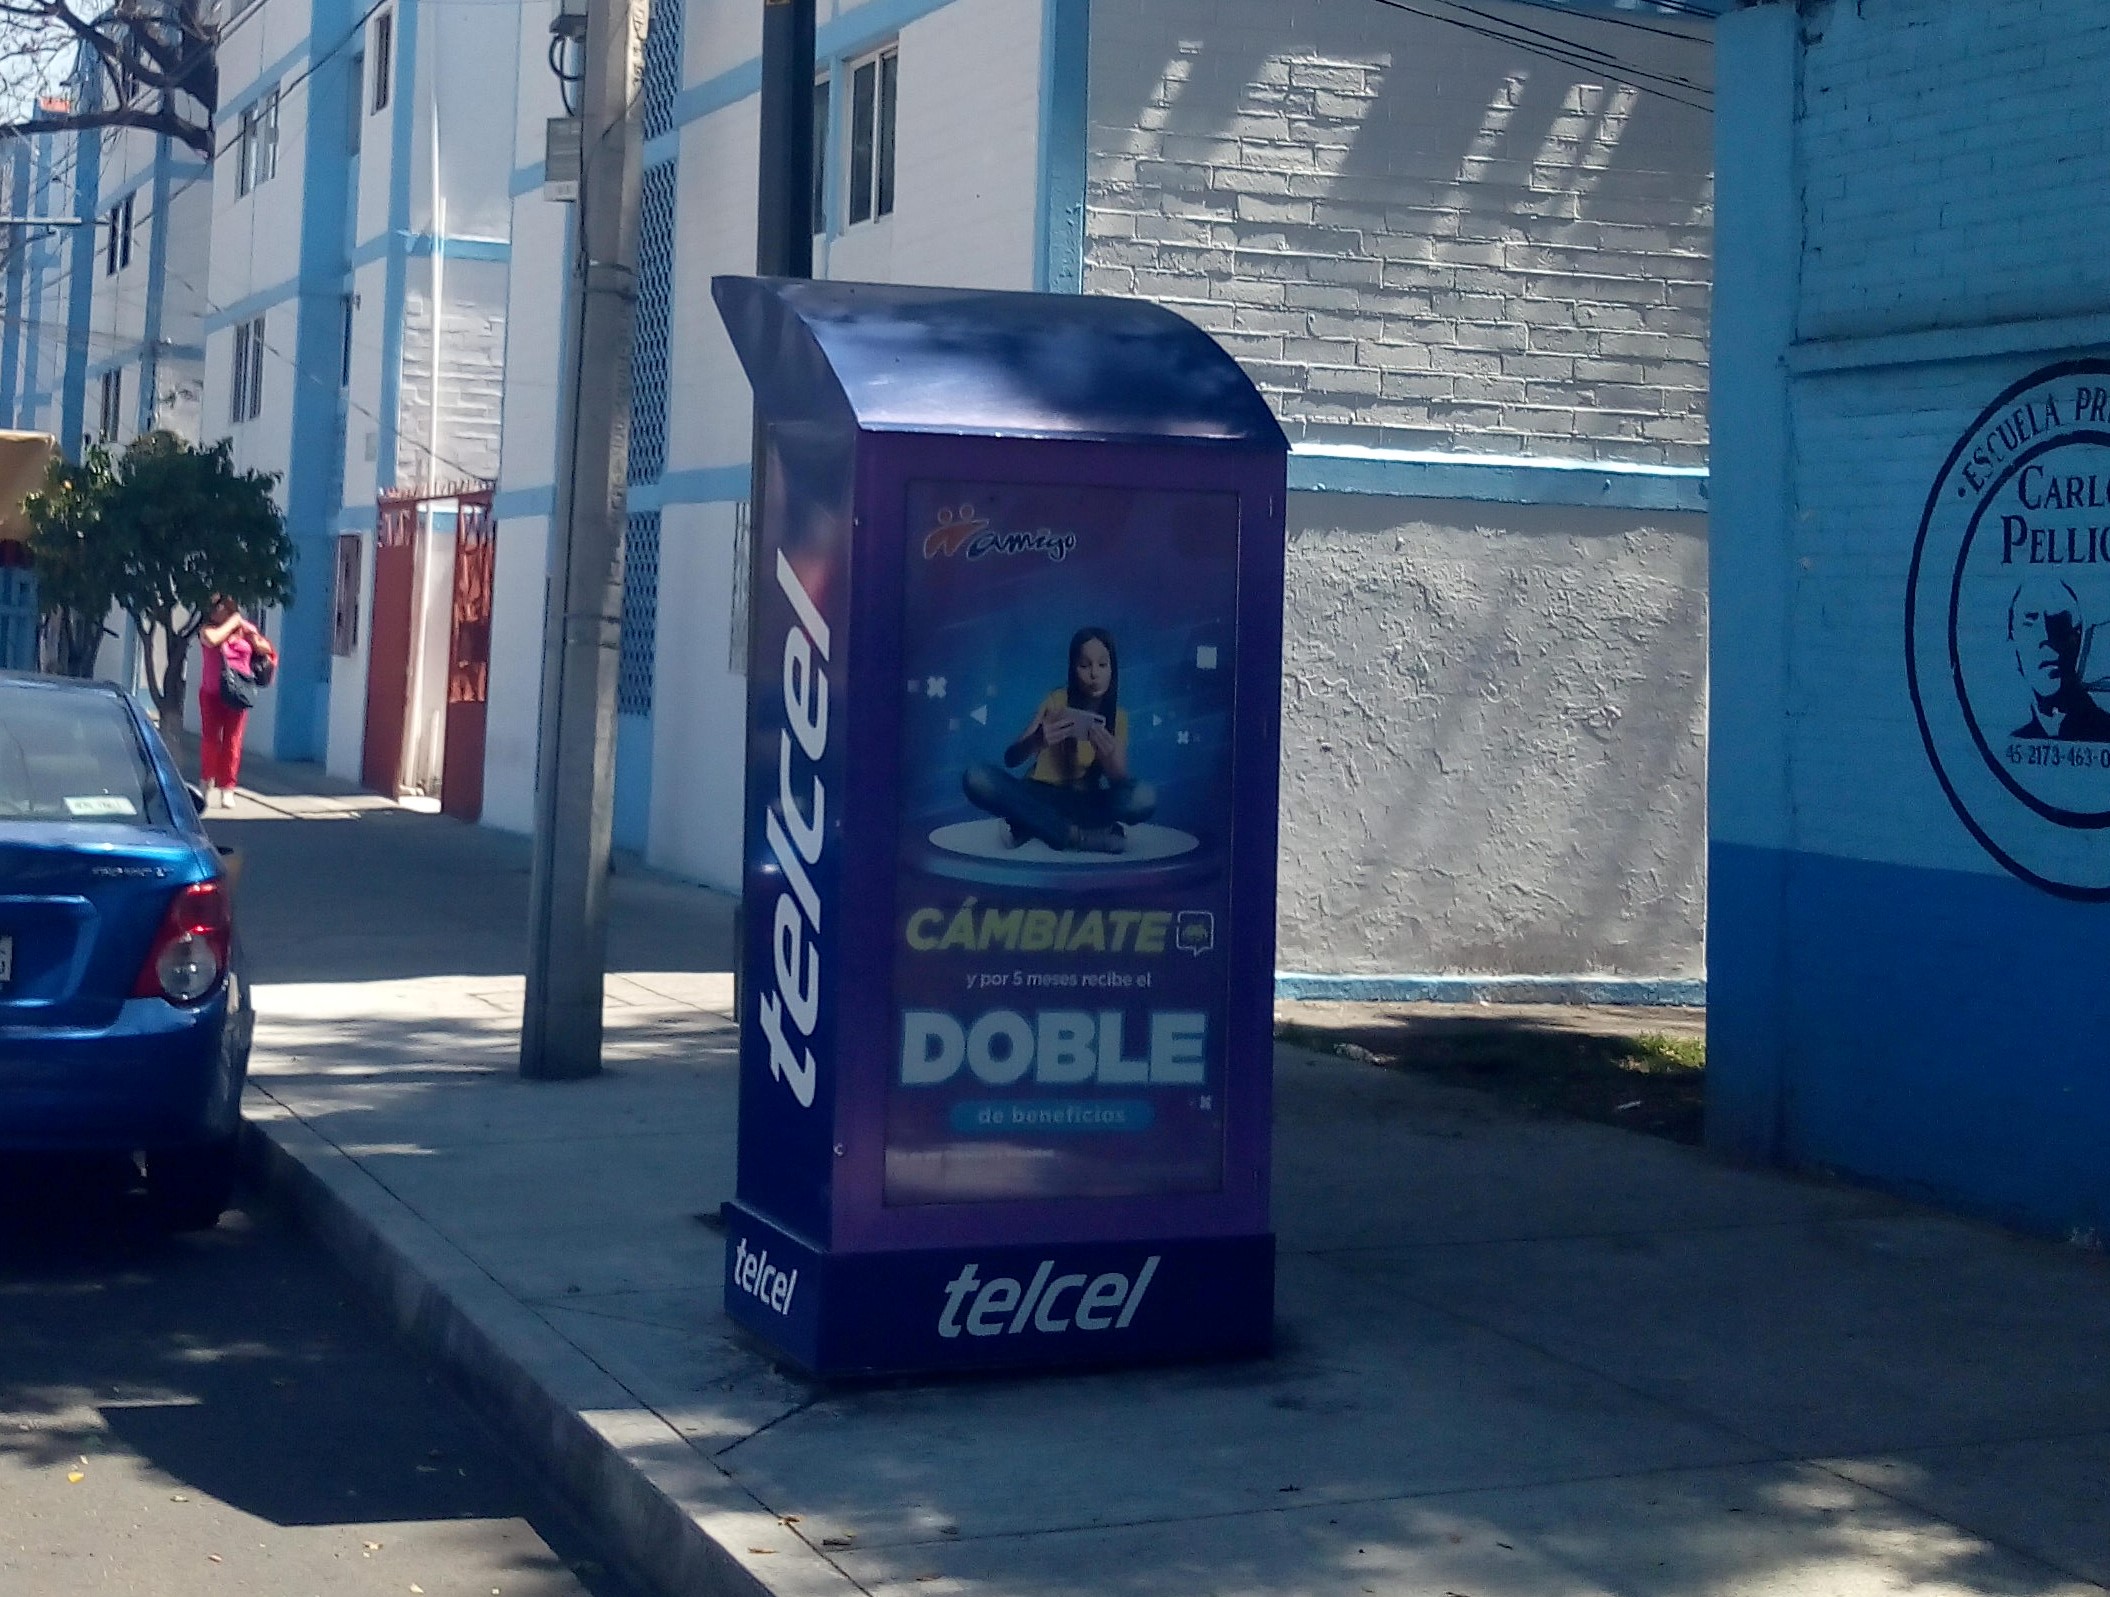 telcel
amigo
CÁMBIATE
y por 5 meses recibe el
DOBLE
de beneficios
telcel
telcel
• ESCUELA PR
CARLO
PELLIC
45-2173-463-0